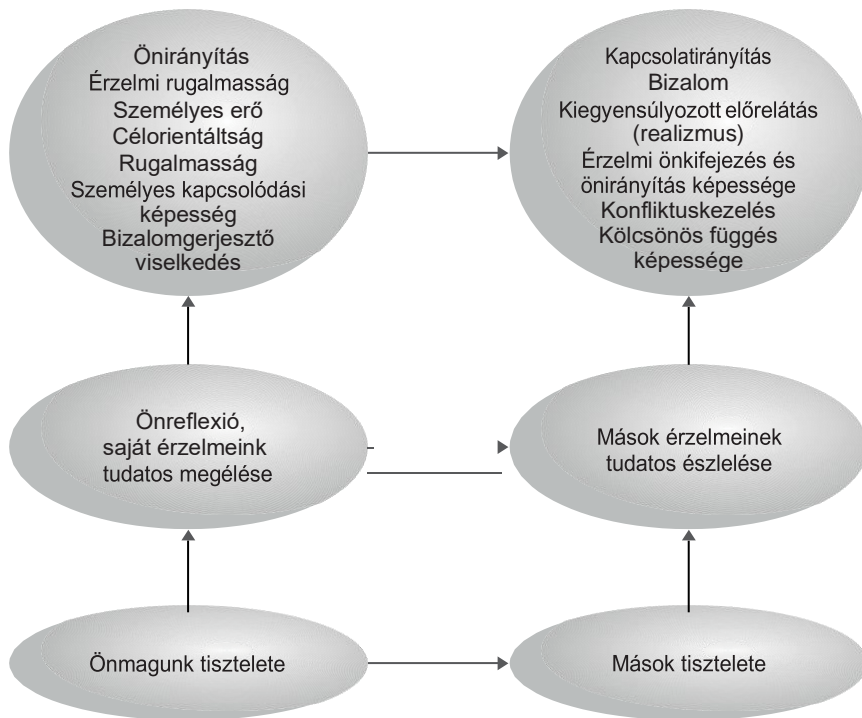 Önirányítás
Érzelmi rugalmasság
Személyes erő
Célorientáltság
Rugalmasság
Személyes kapcsolódási
képesség
Bizalomgerjesztő
viselkedés
Kapcsolatirányítás
Bizalom
Kiegyensúlyozott előrelátás
(realizmus)
Érzelmi önkifejezés és
önirányítás képessége
Konfliktuskezelés
Kölcsönös függés
képessége
Önreflexió,
saját érzelmeink
tudatos megélése
Mások érzelmeinek
tudatos észlelése
Önmagunk tisztelete
Mások tisztelete